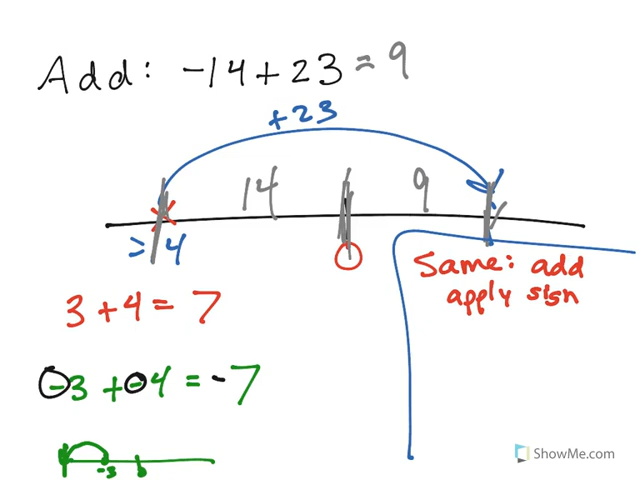 Add: -14+23 = 9
+23
14 9
-14
0
Same: add
apply sign
3 + 4 = 7
-3 + -4 = -7
-3 0
ShowMe.com